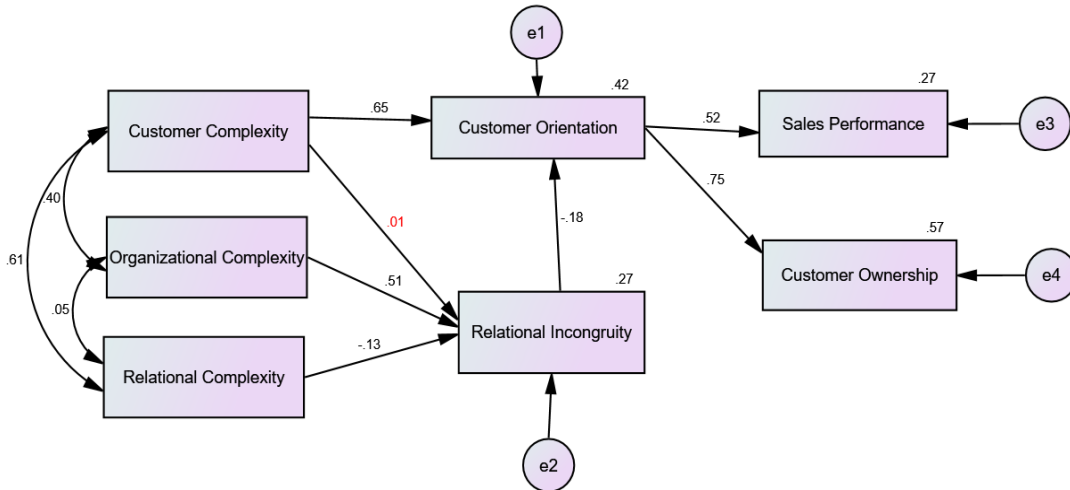 e1
.42
.27
Customer Complexity
.65
Customer Orientation
.52
Sales Performance
e3
.40
.75
-.18
.01
.57
.61
Organizational Complexity
.51
Customer Ownership
e4
.05
.27
Relational Incongruity
-.13
Relational Complexity
e2